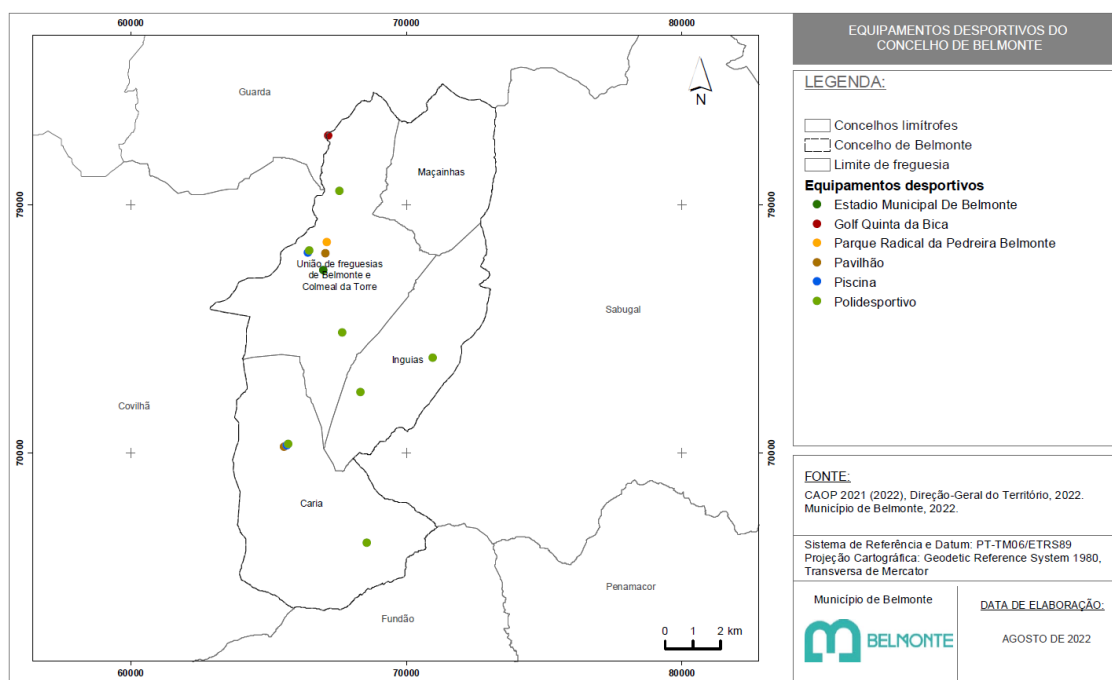 60000
70000
80000
EQUIPAMENTOS DESPORTIVOS DO
CONCELHO DE BELMONTE
LEGENDA:
Concelhos limítrofes
Concelho de Belmonte
Limite de freguesia
Equipamentos desportivos
Estadio Municipal De Belmonte
Golf Quinta da Bica
Parque Radical da Pedreira Belmonte
Pavilhão
Piscina
Polidesportivo
Guarda
N
Maçainhas
79000
79000
União de freguesias
de Belmonte e
Colmeal da Torre
Sabugal
Inguias
Covilhã
70000
70000
Caria
Penamacor
Fundão
0 1 2 km
60000
70000
80000
FONTE:
CAOP 2021 (2022), Direção-Geral do Território, 2022.
Município de Belmonte, 2022.
Sistema de Referência e Datum: PT-TM06/ETRS89
Projeção Cartográfica: Geodetic Reference System 1980,
Transversa de Mercator
Município de Belmonte
BELMONTE
DATA DE ELABORAÇÃO:
AGOSTO DE 2022